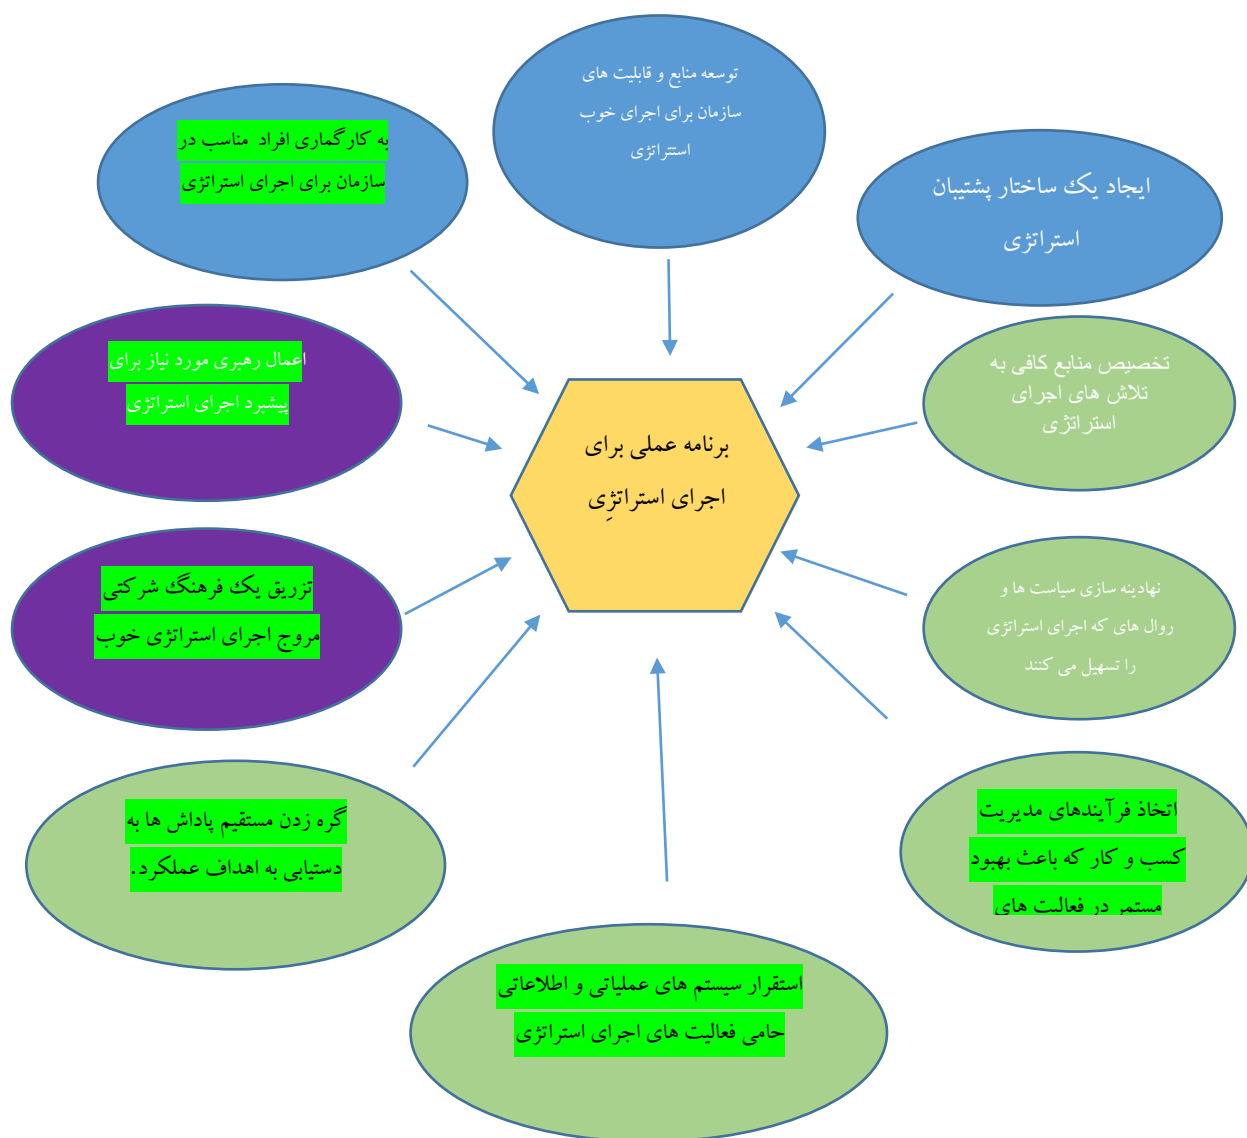 توسعه منابع و قابلیت های
سازمان برای اجرای خوب
استتراتژی
به کارگماری افراد مناسب در
سازمان برای اجرای استراتژی
ایجاد یک ساختار پشتیبان
استراتژی
اعمال رهبری مورد نیاز برای
پیشبرد اجرای استراتژی
تخصیص منابع کافی به
تلاش های اجرای
استراتژی
برنامه عملی برای
اجرای استراتژِی
تزریق یک فرهنگ شرکتی
مروج اجرای استراتژی خوب
نهادینه سازی سیاست ها و
روال های که اجرای استراتژی
را تسهیل می کنند
گره زدن مستقیم پاداش ها به
دستیابی به اهداف عملکرد.
اتخاذ فرآیندهای مدیریت
کسب و کار که باعث بهبود
مستمر در فعالیت های
استقرار سیستم های عملیاتی و اطلاعاتی
حامی فعالیت های اجرای استراتژی